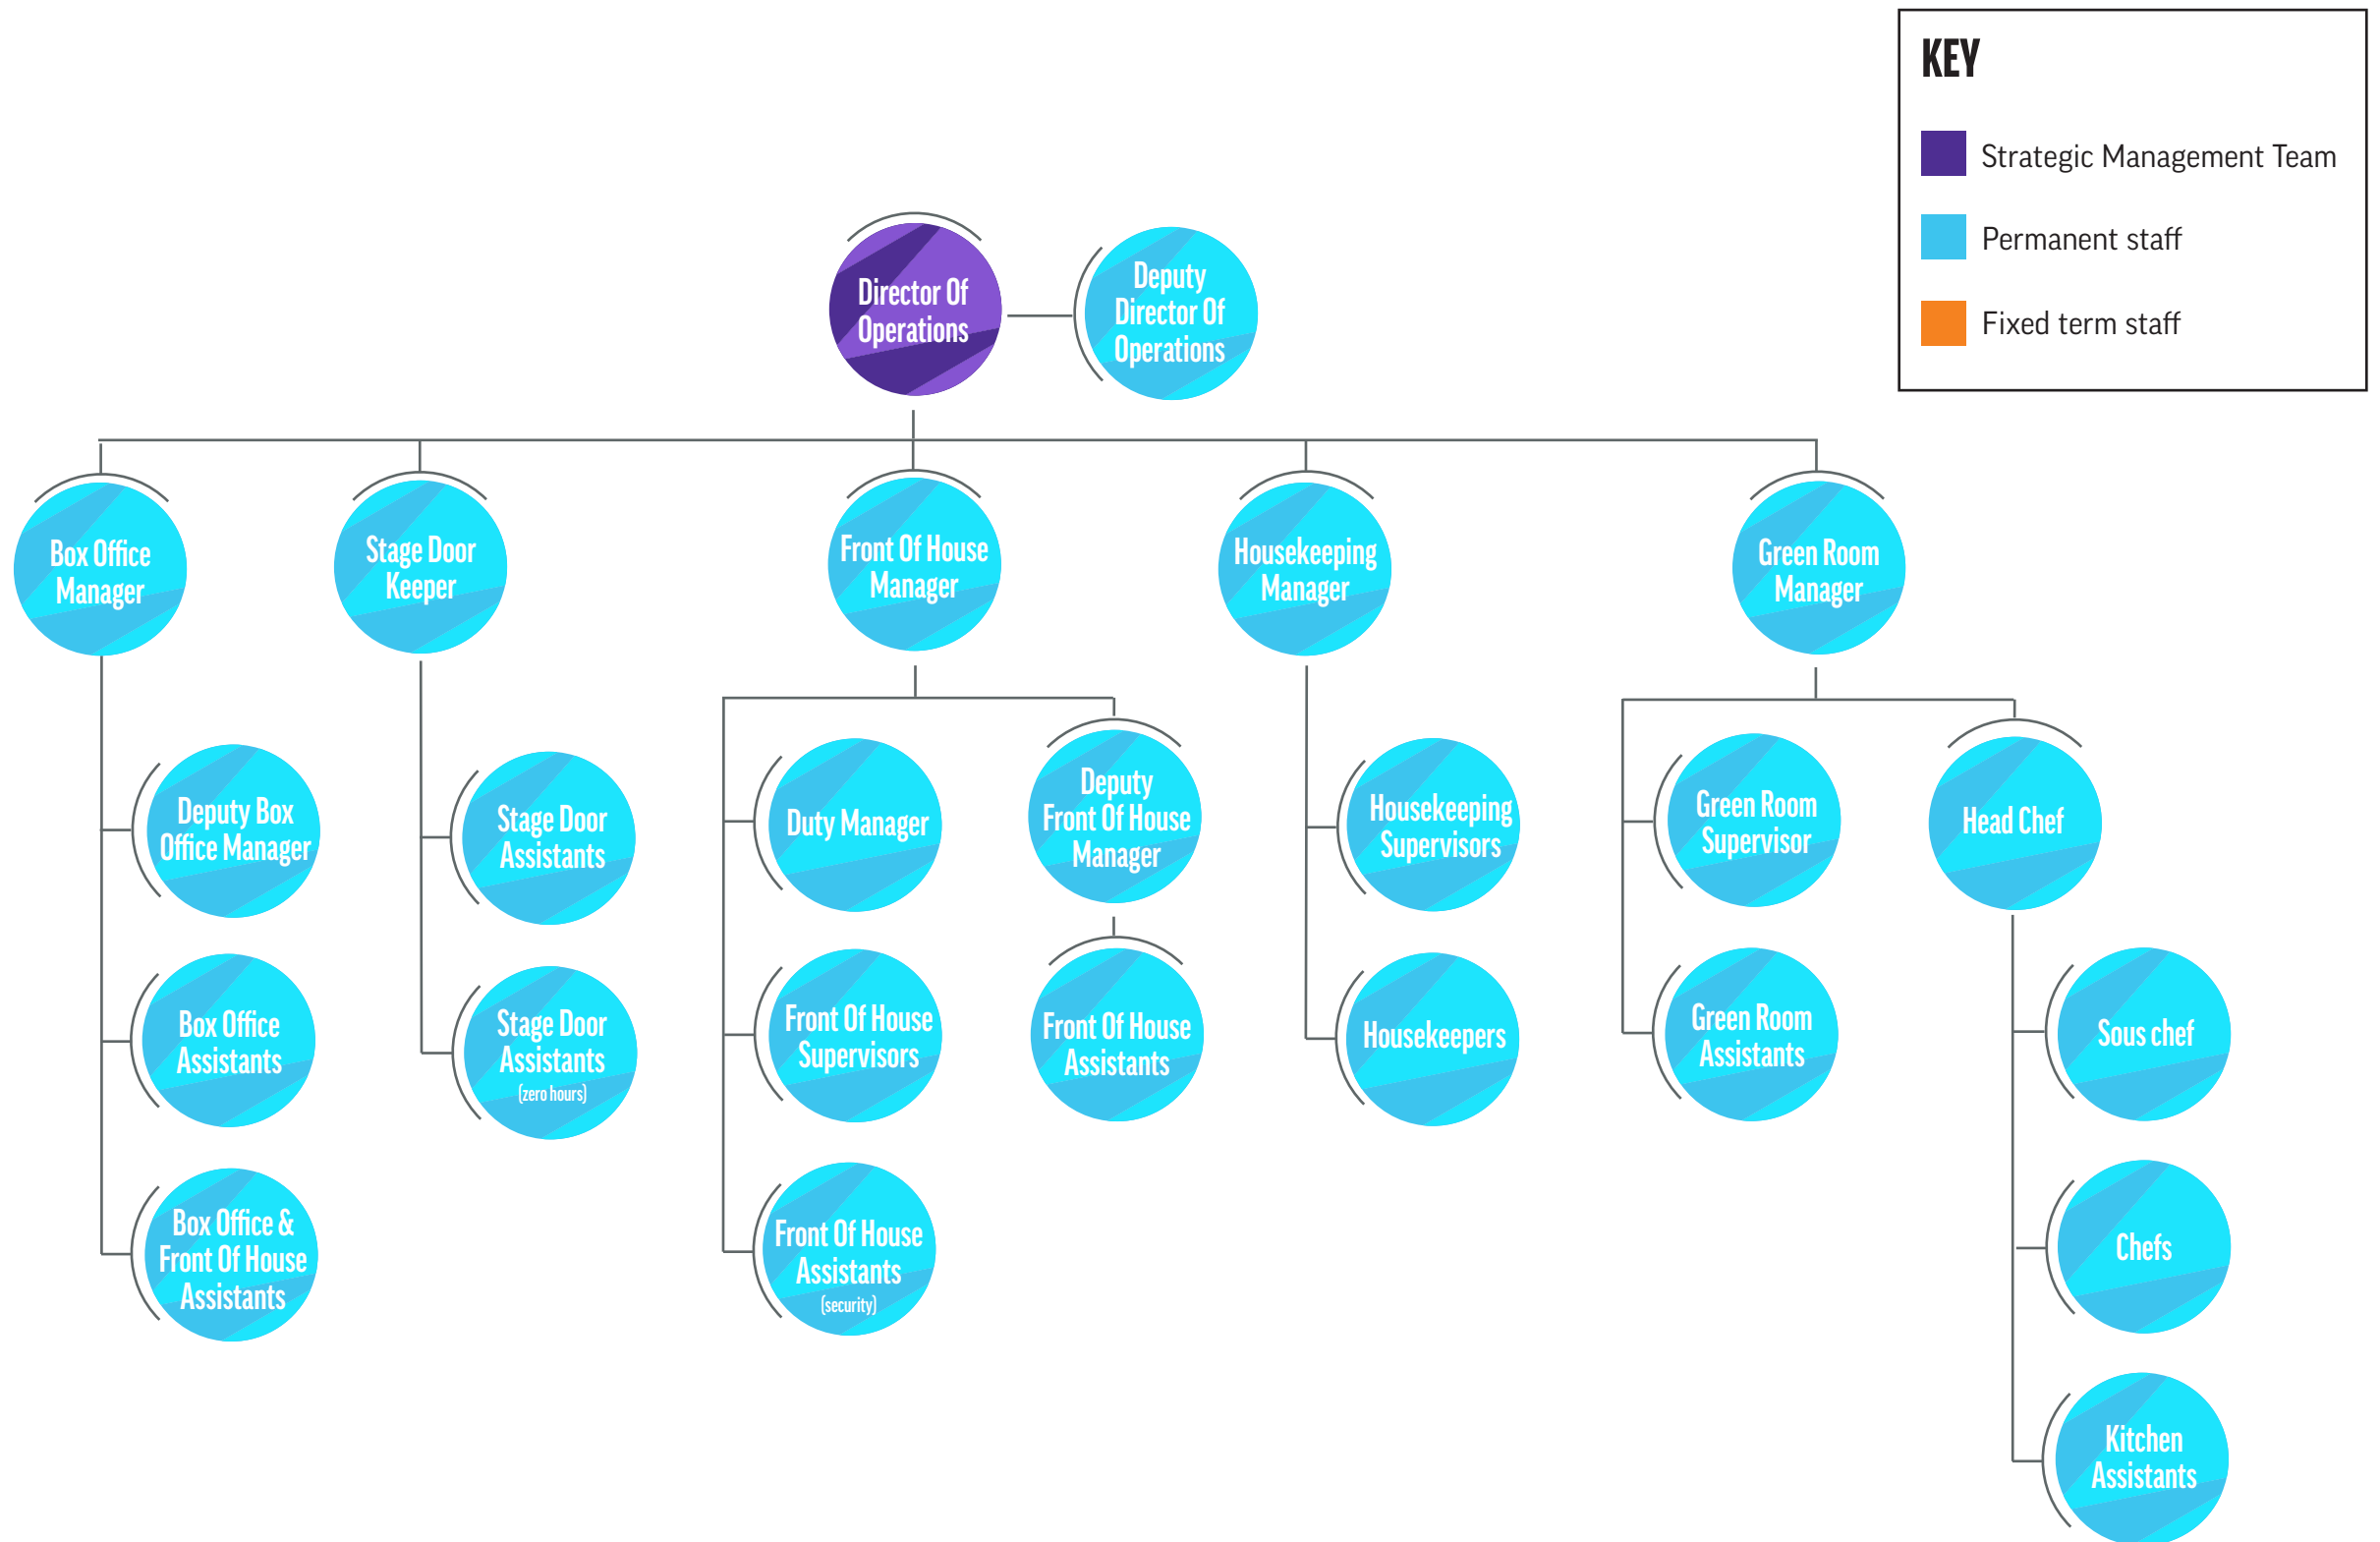 KEY
Strategic Management Team
Permanent staff
Fixed term staff
Director Of
Operations
Deputy
Director Of
Operations
Box Office
Manager
Stage Door
Keeper
Front Of House
Manager
Housekeeping
Manager
Green Room
Manager
Deputy Box
Office Manager
Stage Door
Assistants
Duty Manager
Deputy
Front Of House
Manager
Housekeeping
Supervisors
Green Room
Supervisor
Head Chef
Box Office
Assistants
Stage Door
Assistants
(zero hours)
Front Of House
Supervisors
Front Of House
Assistants
Housekeepers
Green Room
Assistants
Sous chef
Box Office &
Front Of House
Assistants
Front Of House
Assistants
(security)
Chefs
Kitchen
Assistants